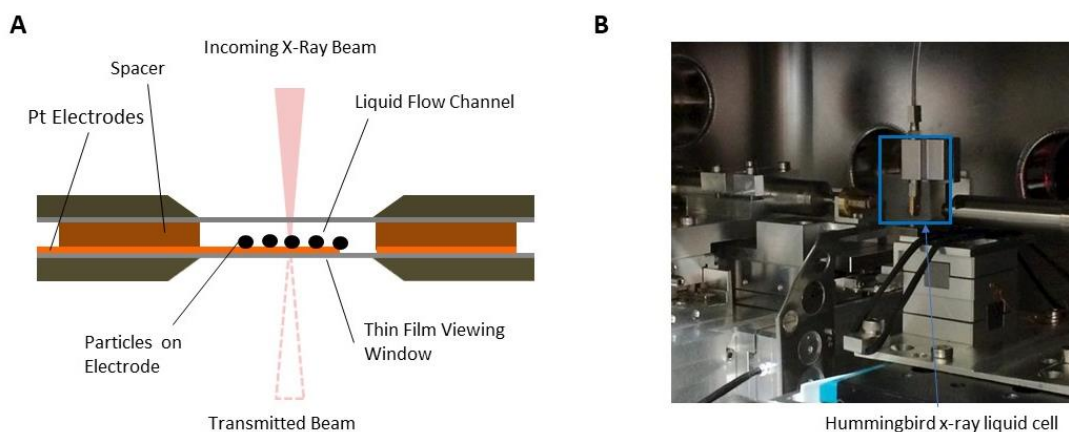 A
B
Incoming X-Ray Beam
Spacer
Liquid Flow Channel
Pt Electrodes
Particles on
Electrode
Thin Film Viewing
Window
Transmitted Beam
Hummingbird x-ray liquid cell